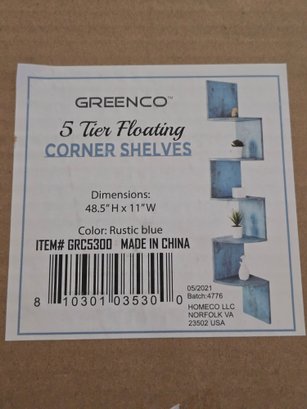 GREENCO™
5 Tier Floating
CORNER SHELVES
Dimensions:
48.5"H x 11"W
Color: Rustic blue
ITEM# GRC5300 MADE IN CHINA
8 10301 03530 0
05/2021
Batch:4776
HOMECO LLC
NORFOLK VA
23502 USA